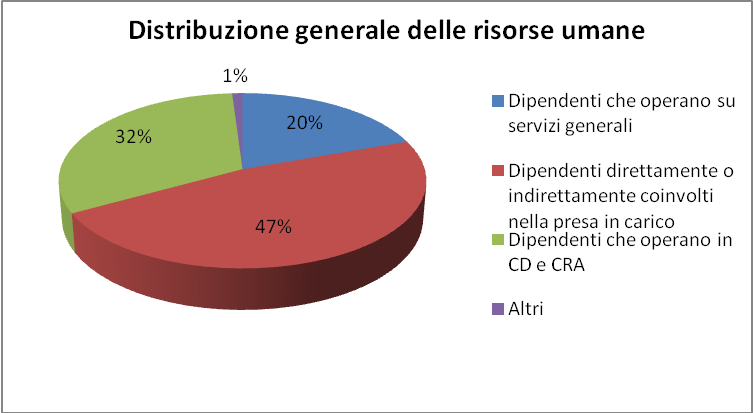 Distribuzione generale delle risorse umane
1%
20%
32%
47%
Dipendenti che operano su
servizi generali
Dipendenti direttamente o
indirettamente coinvolti
nella presa in carico
Dipendenti che operano in
CD e CRA
Altri